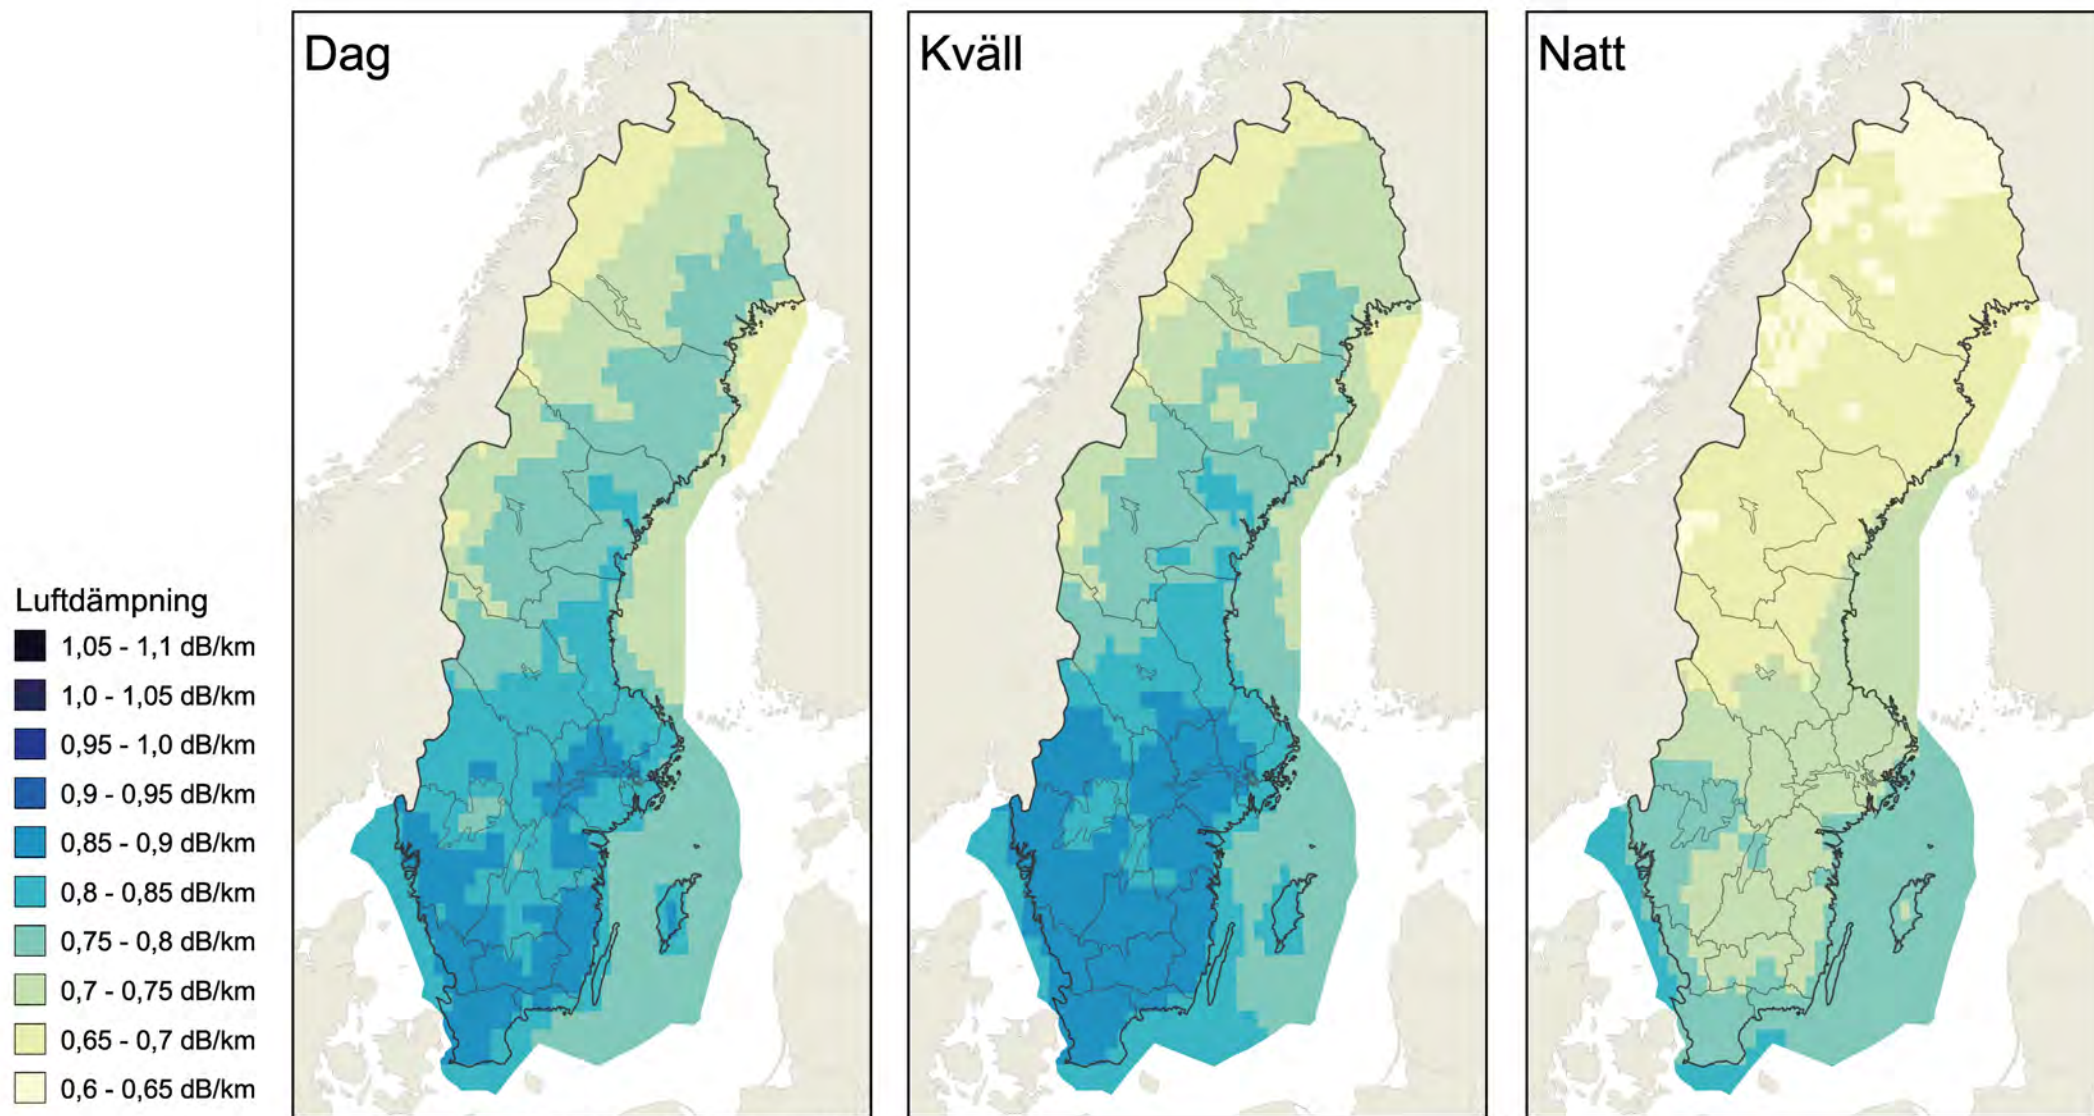 Dag
Kväll
Natt
Luftdämpning
1,05 - 1,1 dB/km
1,0 - 1,05 dB/km
0,95 - 1,0 dB/km
0,9 - 0,95 dB/km
0,85 - 0,9 dB/km
0,8 - 0,85 dB/km
0,75 - 0,8 dB/km
0,7 - 0,75 dB/km
0,65 - 0,7 dB/km
0,6 - 0,65 dB/km